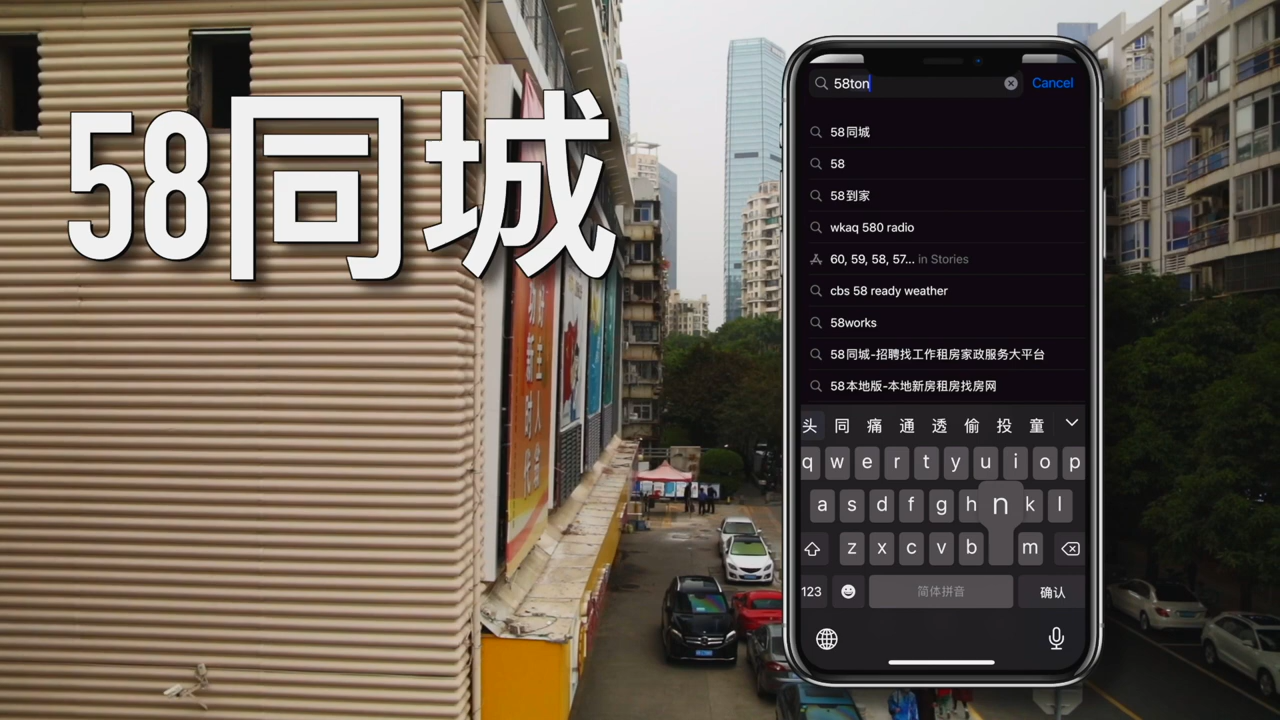 58同城
58ton
Cancel
58同城
58
58到家
wkaq 580 radio
60, 59, 58, 57... in Stories
cbs 58 ready weather
58works
58同城-招聘找工作租房家政服务大平台
58本地版-本地新房租房找房网
头 同 痛 通 透 偷 投 童
q w e r t y u i o p
a s d f g h n k l
z x c v b m
123 简体拼音 确认